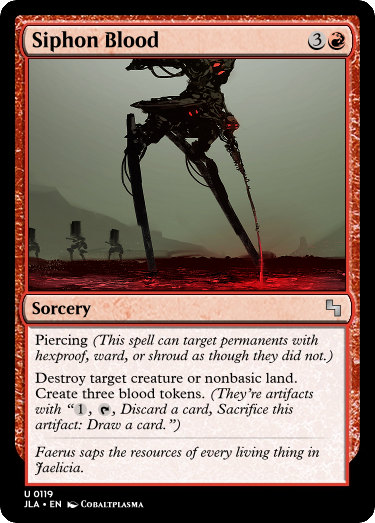 Siphon Blood 3
Sorcery
Piercing (This spell can target permanents with
hexproof, ward, or shroud as though they did not.)
Destroy target creature or nonbasic land.
Create three blood tokens. (They're artifacts
with “1, , Discard a card, Sacrifice this
artifact: Draw a card.”)
Faerus saps the resources of every living thing in
Jaelicia.
U 0119
JLA • EN Cobaltplasma